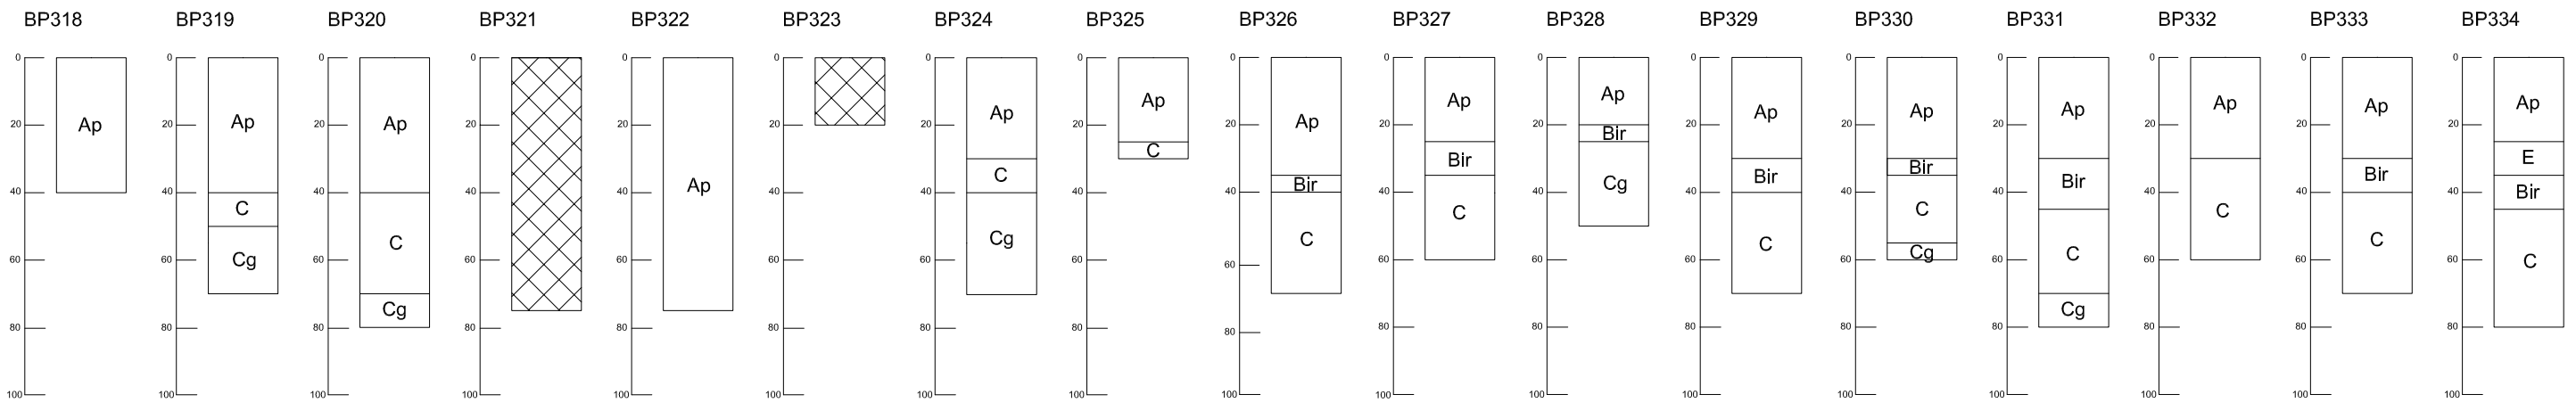 BP318 BP319 BP320 BP321 BP322 BP323 BP324 BP325 BP326 BP327 BP328 BP329 BP330 BP331 BP332 BP333 BP334
0 0 0 0 0 0 0 0 0 0 0 0 0 0 0 0 0
Ap Ap Ap Ap Ap Ap Ap Ap Ap Ap Ap Ap Ap Ap Ap
20 20 20 20 20 20 20 20 20 20 20 20 20 20 20 20 20
C Bir C Bir E
C Bir Bir Bir Bir Bir Bir Bir
40 40 40 40 40 40 40 40 40 40 40 40 40 40 40 40 40
C C Cg Cg C C C C C C C C C
Cg Cg
60 60 60 60 60 60 60 60 60 60 60 60 60 60 60 60 60
Cg Cg
80 80 80 80 80 80 80 80 80 80 80 80 80 80 80 80 80
100 100 100 100 100 100 100 100 100 100 100 100 100 100 100 100 100